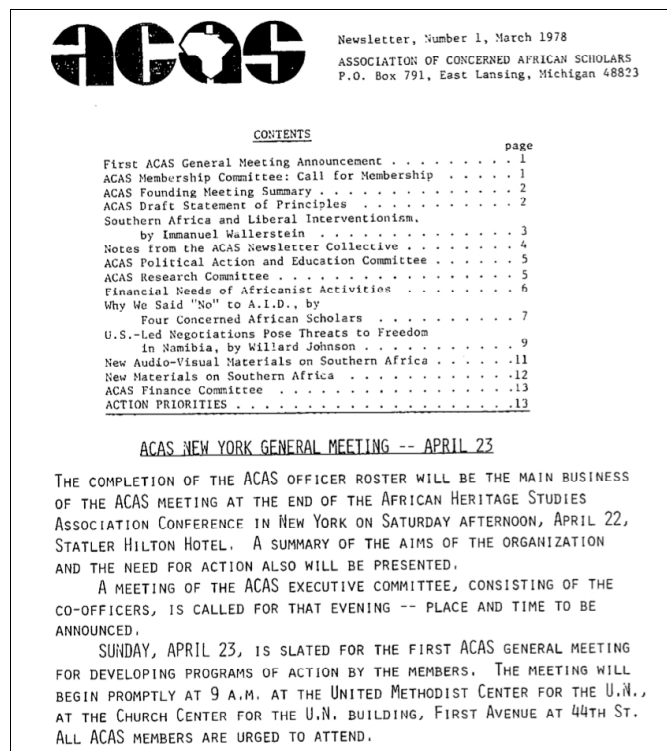 acas
Newsletter, Number 1, March 1978
ASSOCIATION OF CONCERNED AFRICAN SCHOLARS
P.O. Box 791, East Lansing, Michigan 48823
CONTENTS
page
First ACAS General Meeting Announcement . . . . . . . . . 1
ACAS Membership Committee: Call for Membership . . . . . 1
ACAS Founding Meeting Summary . . . . . . . . . . . . . . 2
ACAS Draft Statement of Principles . . . . . . . . . . . 2
Southern Africa and Liberal Interventionism,
by Immanuel Wallerstein . . . . . . . . . . . . . . 3
Notes from the ACAS Newsletter Collective . . . . . . . . 4
ACAS Political Action and Education Committee . . . . . . 5
ACAS Research Committee . . . . . . . . . . . . . . . . . 5
Financial Needs of Africanist Activities . . . . . . . . 6
Why We Said "No" to A.I.D., by
Four Concerned African Scholars . . . . . . . . . . 7
U.S.-Led Negotiations Pose Threats to Freedom
in Namibia, by Willard Johnson . . . . . . . . . . . 9
New Audio-Visual Materials on Southern Africa . . . . . .11
New Materials on Southern Africa . . . . . . . . . . . .12
ACAS Finance Committee . . . . . . . . . . . . . . . . .13
ACTION PRIORITIES . . . . . . . . . . . . . . . . . . . .13
ACAS NEW YORK GENERAL MEETING -- APRIL 23
THE COMPLETION OF THE ACAS OFFICER ROSTER WILL BE THE MAIN BUSINESS
OF THE ACAS MEETING AT THE END OF THE AFRICAN HERITAGE STUDIES
ASSOCIATION CONFERENCE IN NEW YORK ON SATURDAY AFTERNOON, APRIL 22,
STATLER HILTON HOTEL. A SUMMARY OF THE AIMS OF THE ORGANIZATION
AND THE NEED FOR ACTION ALSO WILL BE PRESENTED.
A MEETING OF THE ACAS EXECUTIVE COMMITTEE, CONSISTING OF THE
CO-OFFICERS, IS CALLED FOR THAT EVENING -- PLACE AND TIME TO BE
ANNOUNCED.
SUNDAY, APRIL 23, IS SLATED FOR THE FIRST ACAS GENERAL MEETING
FOR DEVELOPING PROGRAMS OF ACTION BY THE MEMBERS. THE MEETING WILL
BEGIN PROMPTLY AT 9 A.M. AT THE UNITED METHODIST CENTER FOR THE U.N.,
AT THE CHURCH CENTER FOR THE U.N. BUILDING, FIRST AVENUE AT 44TH ST.
ALL ACAS MEMBERS ARE URGED TO ATTEND.